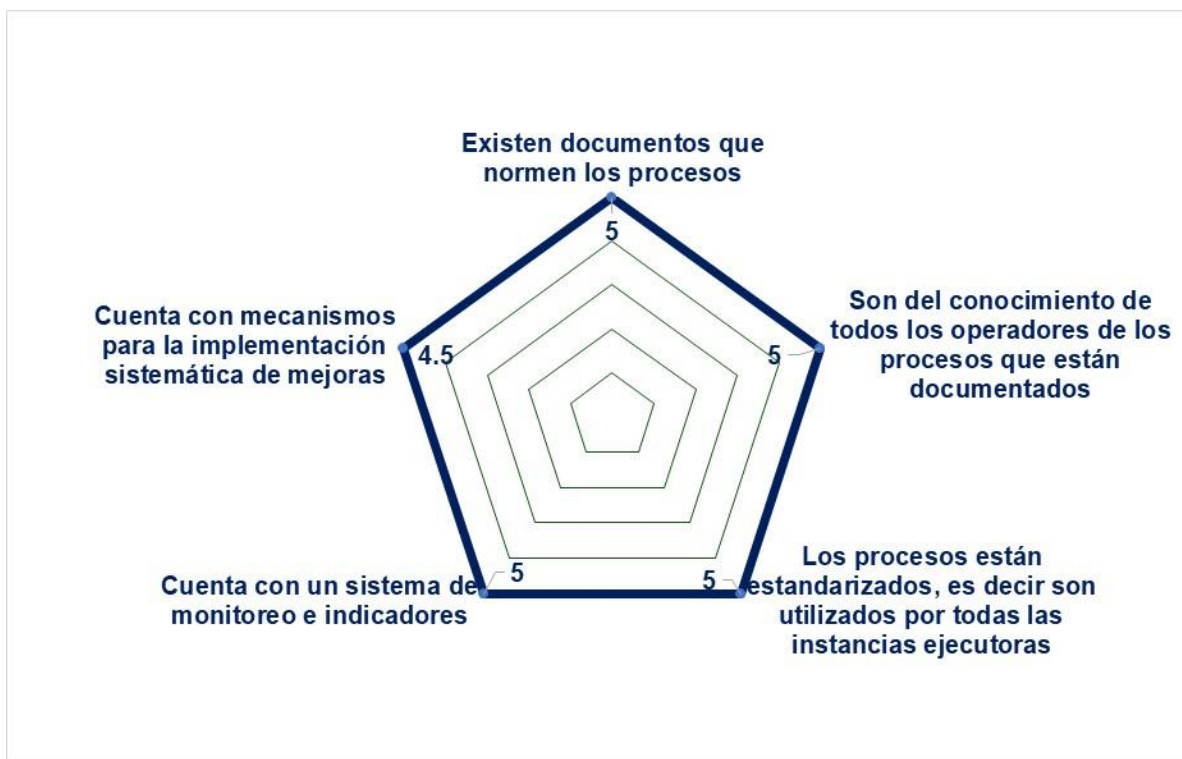 Existen documentos que
normen los procesos
5
Son del conocimiento de
todos los operadores de los
procesos que están
documentados
5
Los procesos están
estandarizados, es decir son
utilizados por todas las
instancias ejecutoras
5
Cuenta con un sistema de
monitoreo e indicadores
5
Cuenta con mecanismos
para la implementación
sistemática de mejoras
4.5